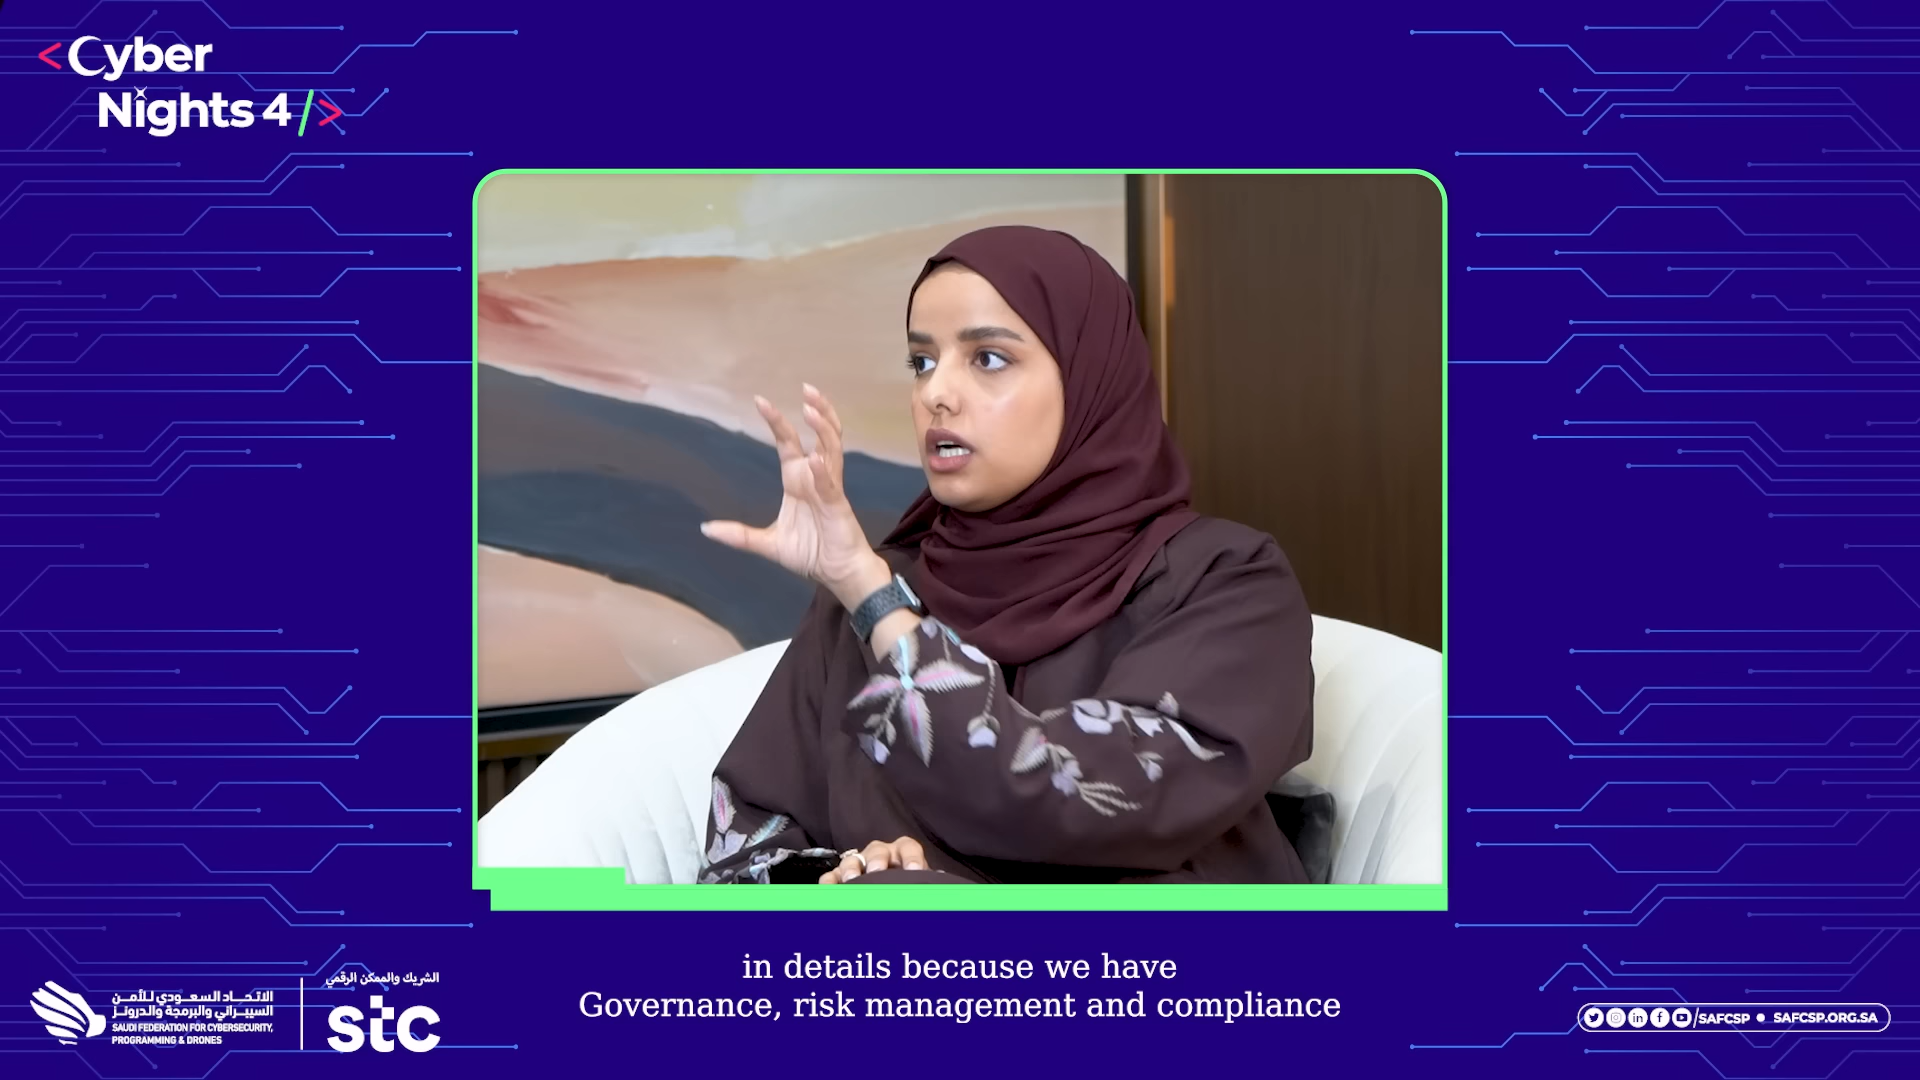 <Cyber
Nights 4/>
in details because we have
Governance, risk management and compliance
الاتحاد السعودي للأمن
السيبراني والبرمجة والدرونز
SAUDI FEDERATION FOR CYBERSECURITY,
PROGRAMMING & DRONES
الشريك والممكن الرقمي
stc
/SAFCSP ● SAFCSP.ORG.SA